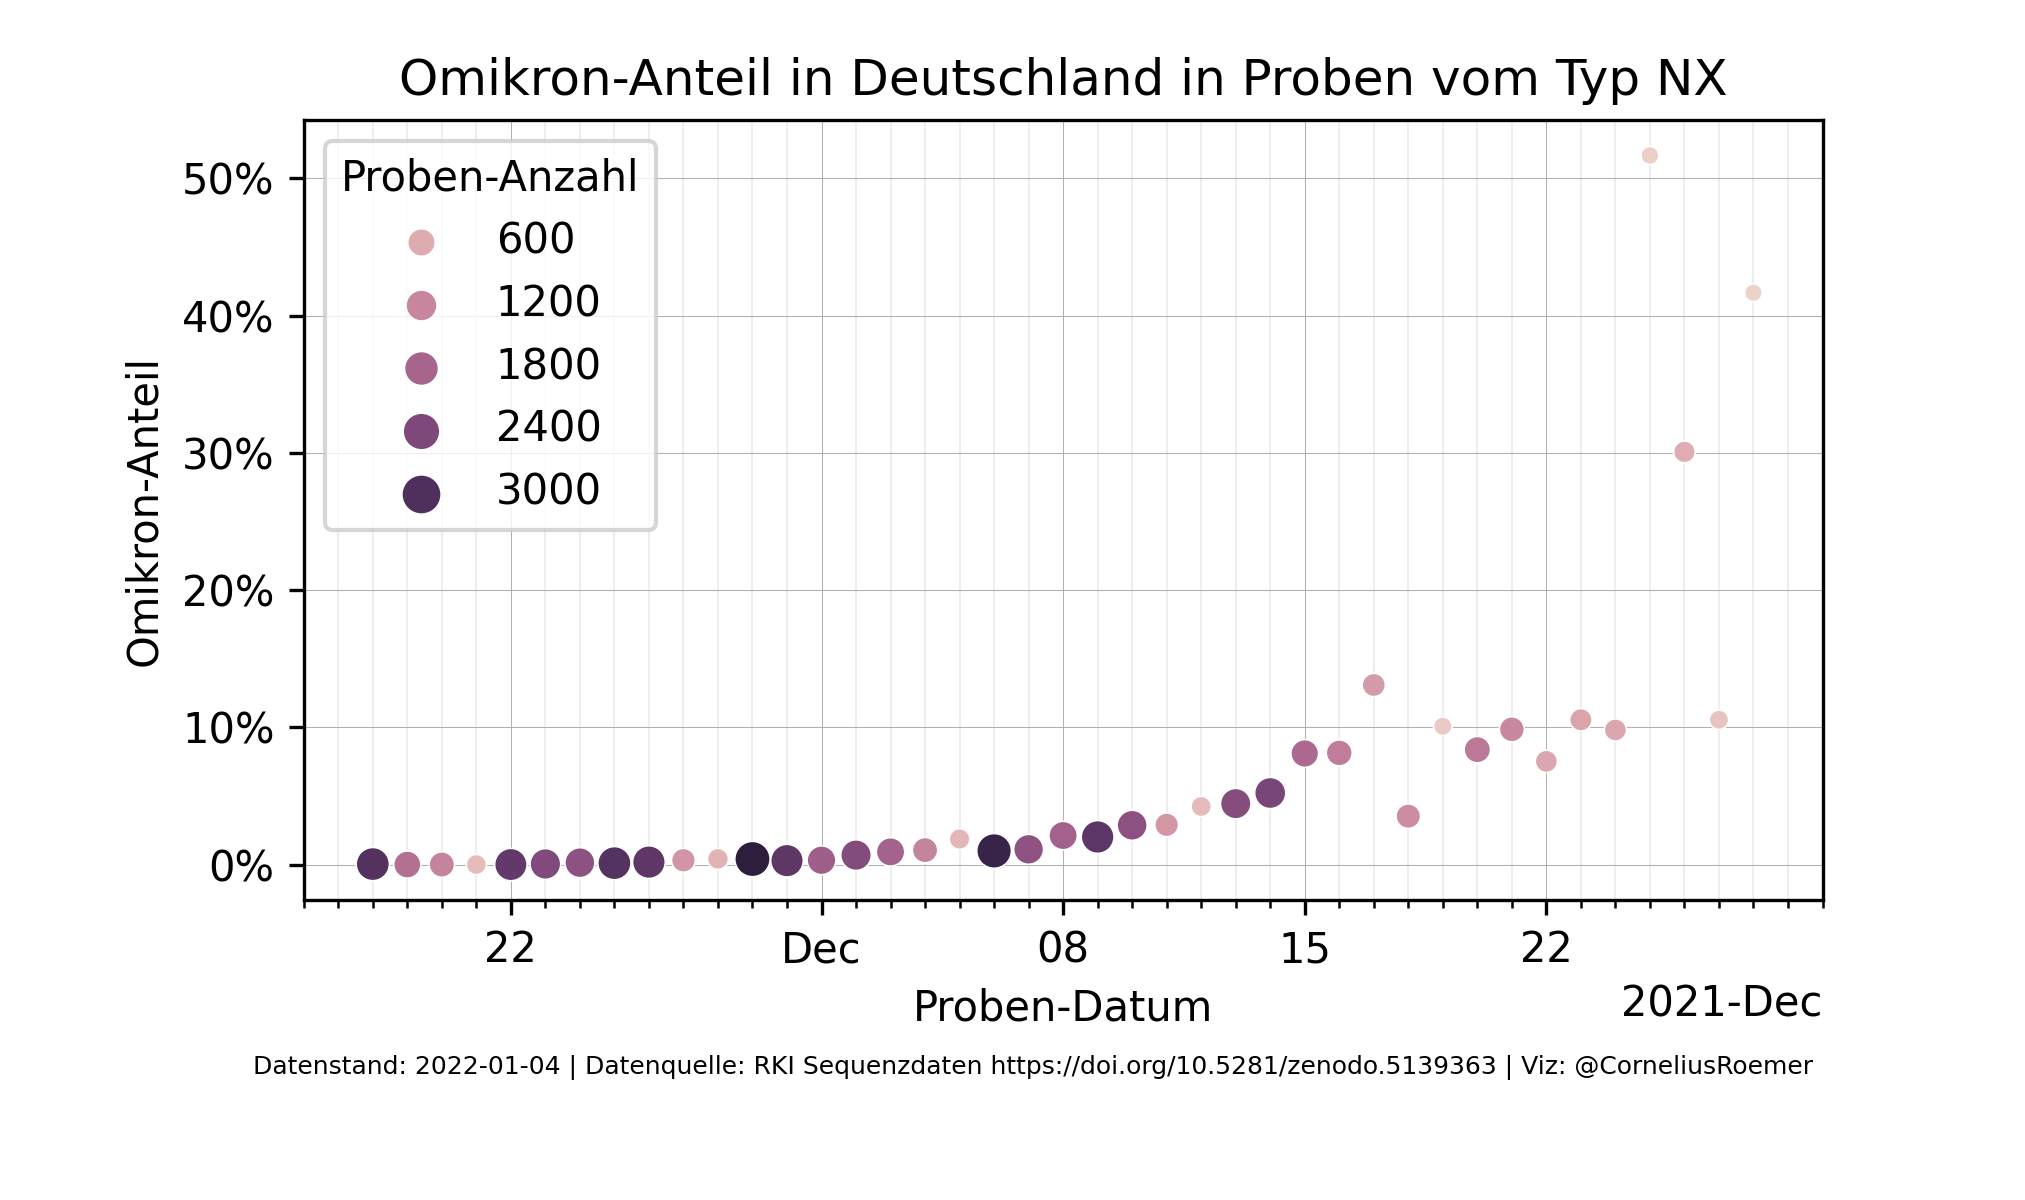 Omikron-Anteil in Deutschland in Proben vom Typ NX
Proben-Anzahl
600
1200
1800
2400
3000
50%
40%
30%
20%
10%
0%
Omikron-Anteil
22
Dec
08
15
22
2021-Dec
Proben-Datum
Datenstand: 2022-01-04 | Datenquelle: RKI Sequenzdaten https://doi.org/10.5281/zenodo.5139363 | Viz: @CorneliusRoemer